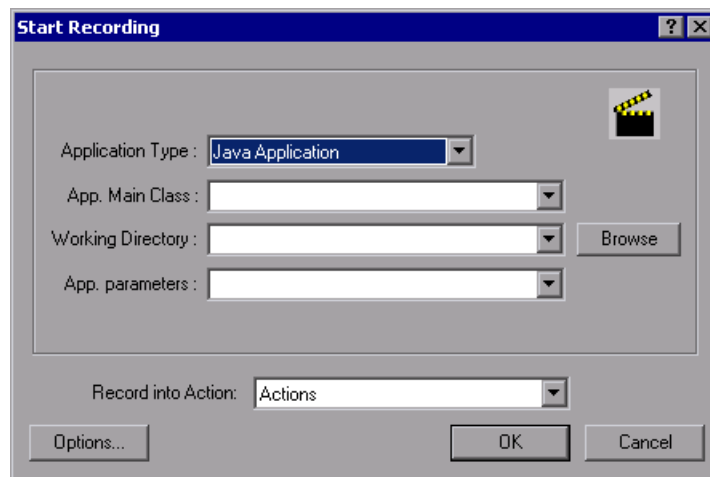 Start Recording
Application Type : Java Application
App. Main Class :
Working Directory : Browse
App. parameters :
Record into Action: Actions
Options... OK Cancel